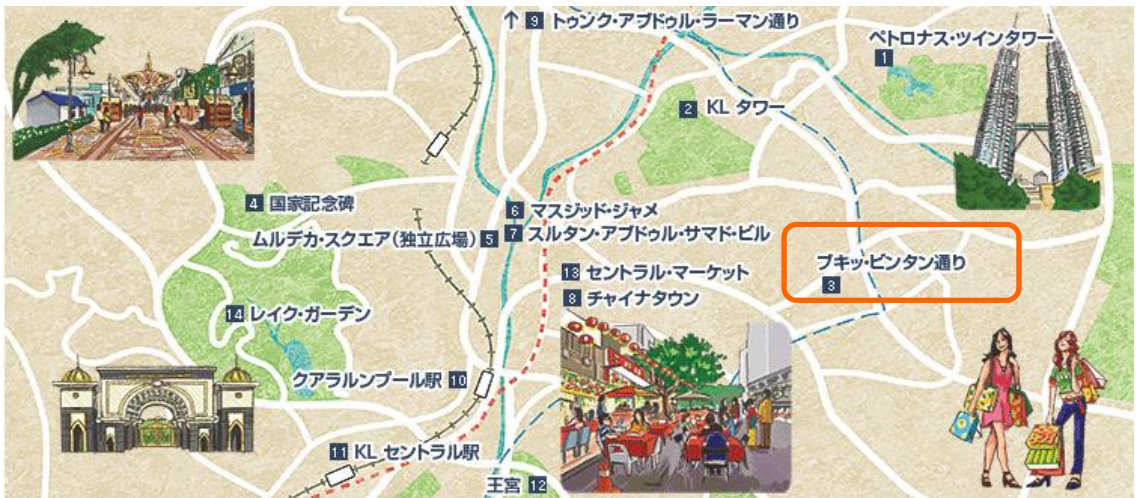 ↑ 9 トゥンク・アブドゥル・ラーマン通り
ペトロナス・ツインタワー
1
2 KL タワー
4 国家記念碑
6 マスジッド・ジャメ
ムルデカ・スクエア(独立広場) 5
7 スルタン・アブドゥル・サマド・ビル
ブキッ・ビンタン通り
3
13 セントラル・マーケット
8 チャイナタウン
14 レイク・ガーデン
クアラルンプール駅 10
11 KL セントラル駅
王宮 12